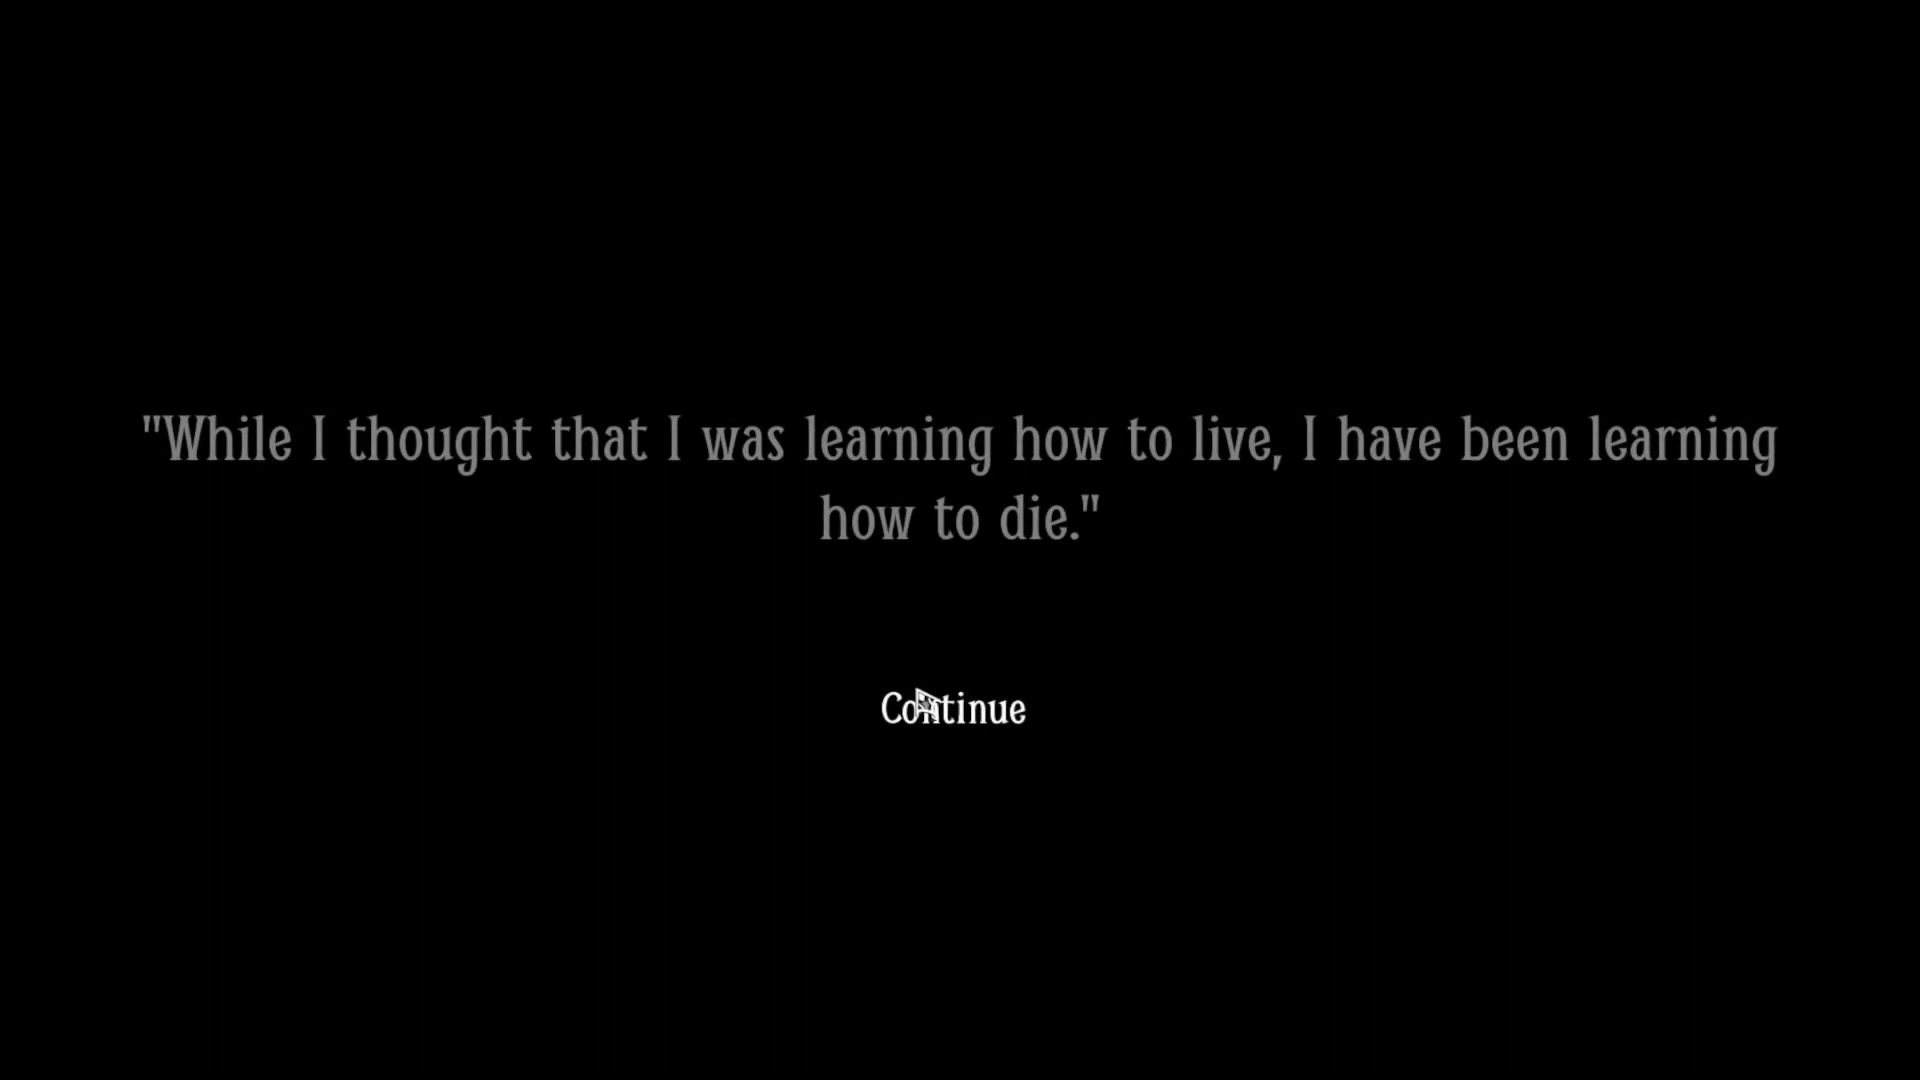 "While I thought that I was learning how to live, I have been learning
how to die."
Continue